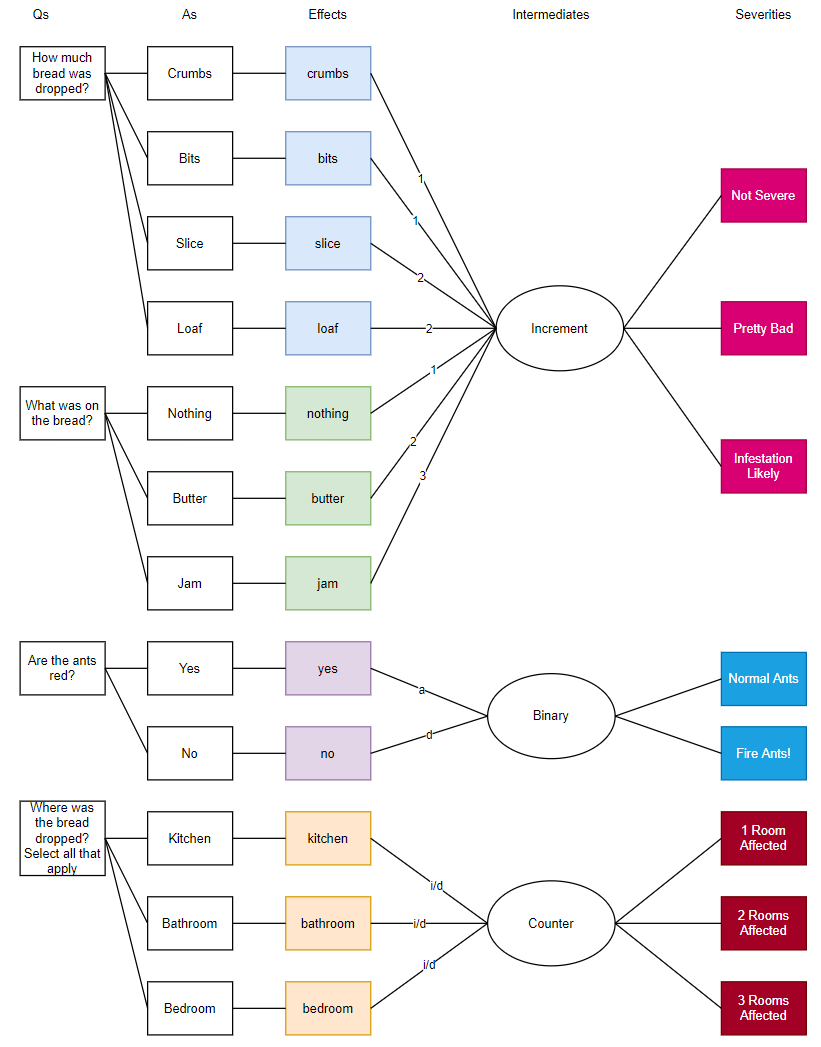 Qs As Effects Intermediates Severities
How much
bread was
dropped?
Crumbs
crumbs
Bits
bits
Slice
slice
Loaf
loaf
1
1
2
2
1
2
3
Increment
Not Severe
Pretty Bad
Infestation
Likely
What was on
the bread?
Nothing
nothing
Butter
butter
Jam
jam
Are the ants
red?
Yes
yes
No
no
a
d
Binary
Normal Ants
Fire Ants!
Where was
the bread
dropped?
Select all that
apply
Kitchen
kitchen
Bathroom
bathroom
Bedroom
bedroom
i/d
i/d
i/d
Counter
1 Room
Affected
2 Rooms
Affected
3 Rooms
Affected